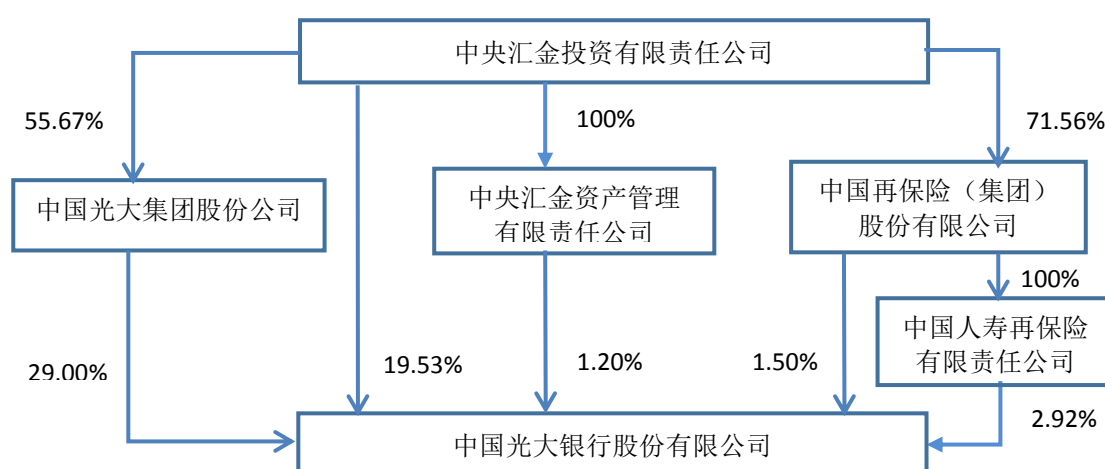 中央汇金投资有限责任公司
55.67%
100%
71.56%
中国光大集团股份公司
中央汇金资产管理
有限责任公司
中国再保险（集团）
股份有限公司
100%
中国人寿再保险
有限责任公司
29.00%
19.53%
1.20%
1.50%
2.92%
中国光大银行股份有限公司